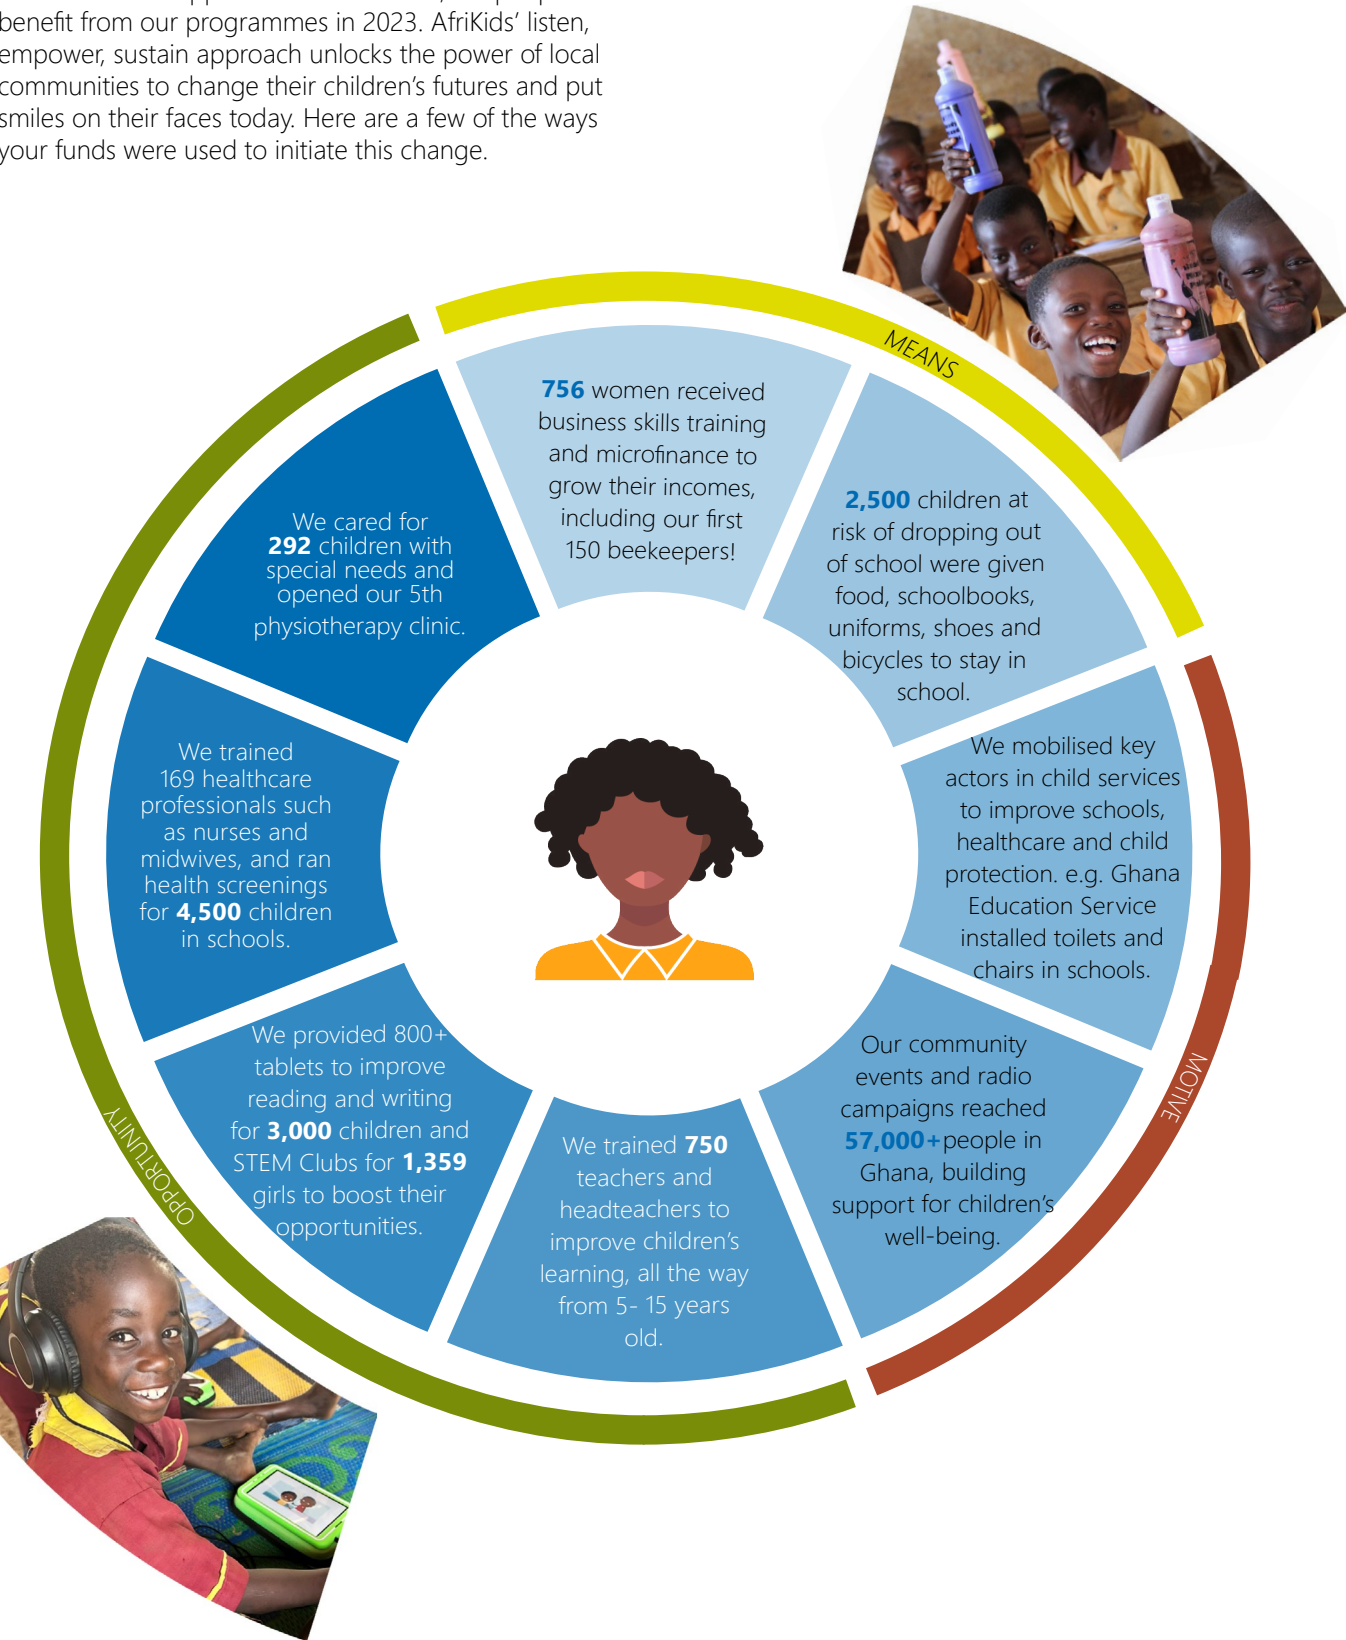 benefit from our programmes in 2023. AfriKids’ listen,
empower, sustain approach unlocks the power of local
communities to change their children’s futures and put
smiles on their faces today. Here are a few of the ways
your funds were used to initiate this change.
MEANS
756 women received
business skills training
and microfinance to
grow their incomes,
including our first
150 beekeepers!
2,500 children at
risk of dropping out
of school were given
food, schoolbooks,
uniforms, shoes and
bicycles to stay in
school.
We mobilised key
actors in child services
to improve schools,
healthcare and child
protection. e.g. Ghana
Education Service
installed toilets and
chairs in schools.
MOTIVE
Our community
events and radio
campaigns reached
57,000+people in
Ghana, building
support for children’s
well-being.
We trained 750
teachers and
headteachers to
improve children’s
learning, all the way
from 5- 15 years
old.
We provided 800+
tablets to improve
reading and writing
for 3,000 children and
STEM Clubs for 1,359
girls to boost their
opportunities.
OPPORTUNITY
We trained
169 healthcare
professionals such
as nurses and
midwives, and ran
health screenings
for 4,500 children
in schools.
We cared for
292 children with
special needs and
opened our 5th
physiotherapy clinic.